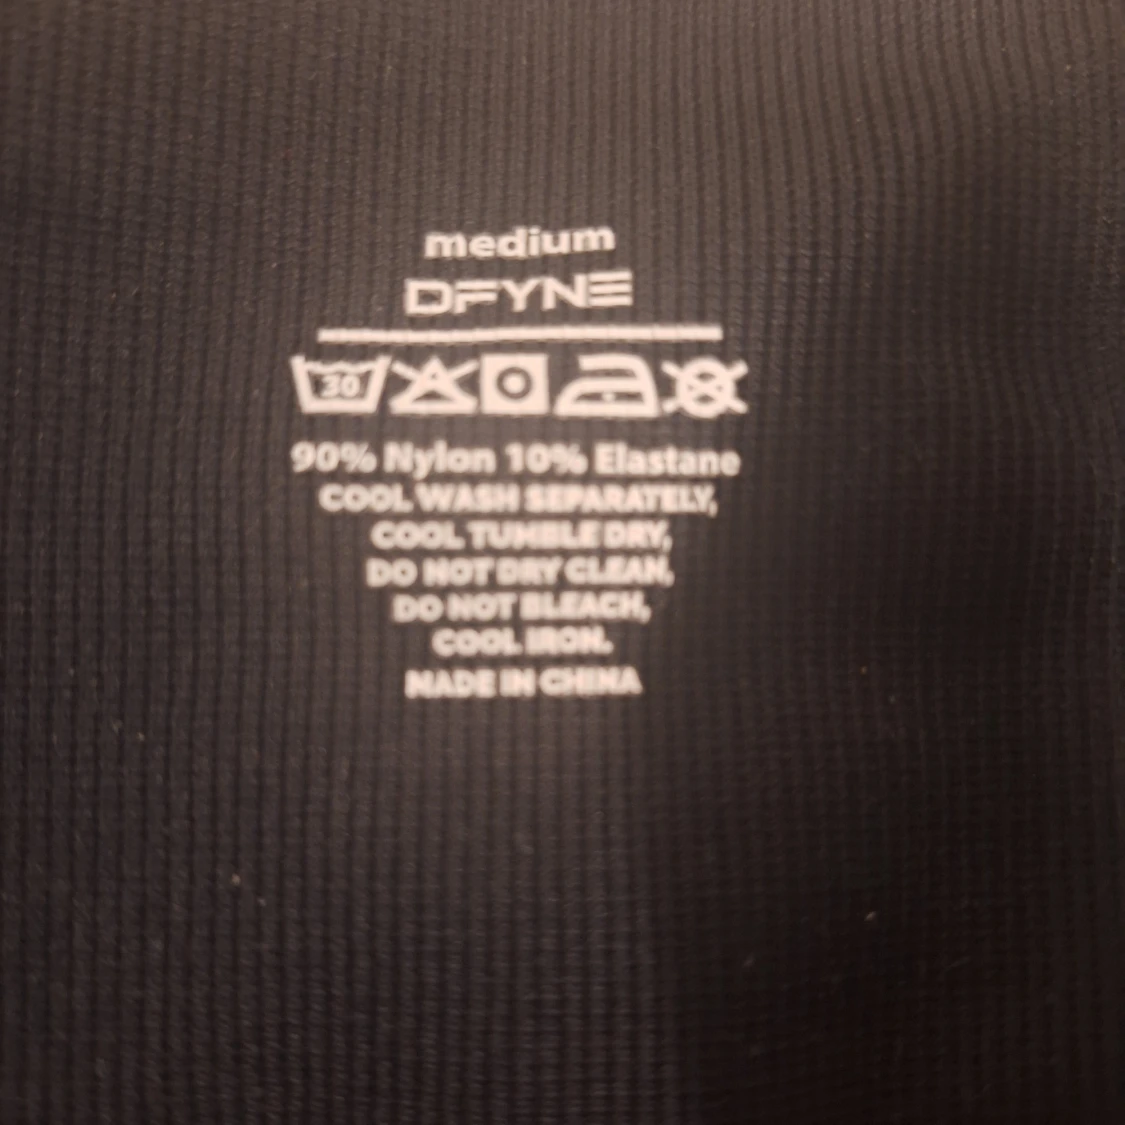 medium
DFYNE
30
90% Nylon 10% Elastane
COOL WASH SEPARATELY,
COOL TUMBLE DRY,
DO NOT DRY CLEAN,
DO NOT BLEACH,
COOL IRON.
MADE IN CHINA